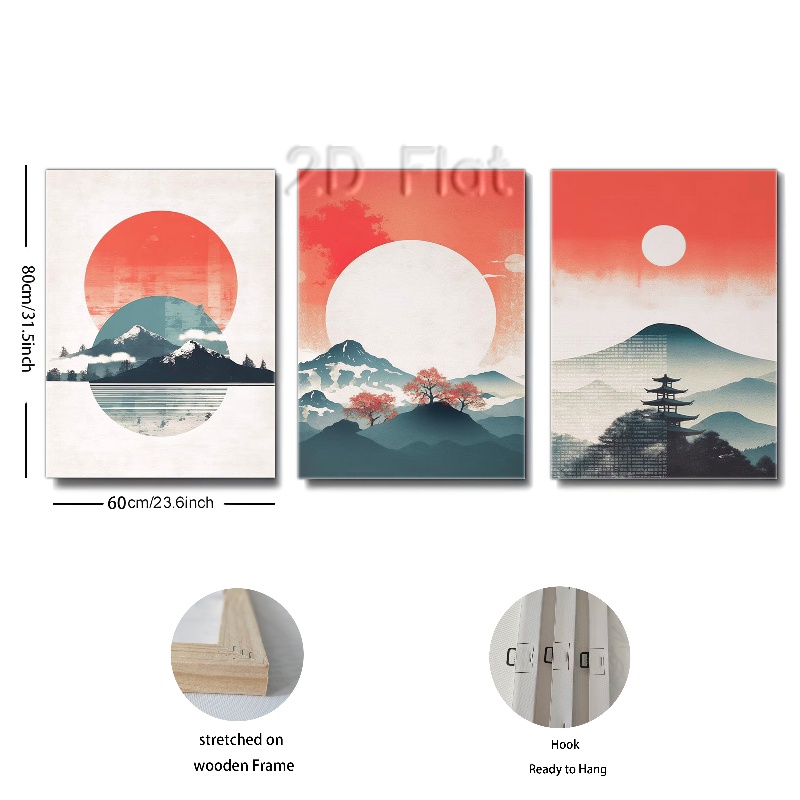 2D Flat
80cm/31.5inch
60cm/23.6inch
stretched on
wooden Frame
Hook
Ready to Hang